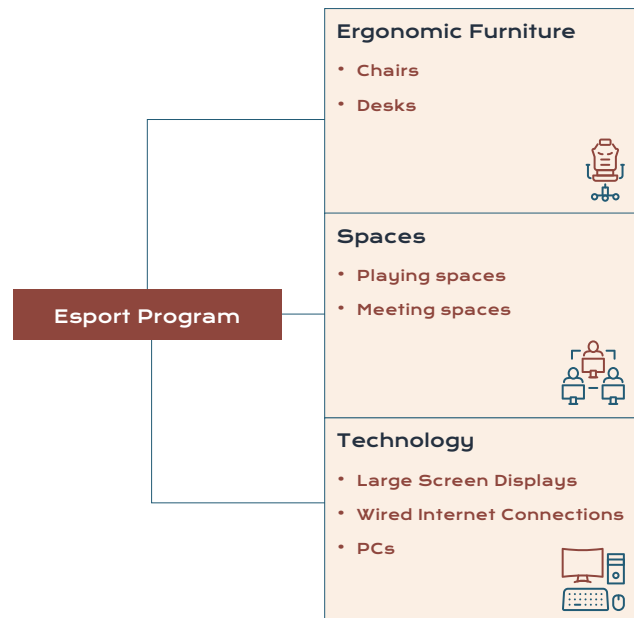 Ergonomic Furniture
• Chairs
• Desks
Spaces
• Playing spaces
• Meeting spaces
Esport Program
Technology
• Large Screen Displays
• Wired Internet Connections
• PCs